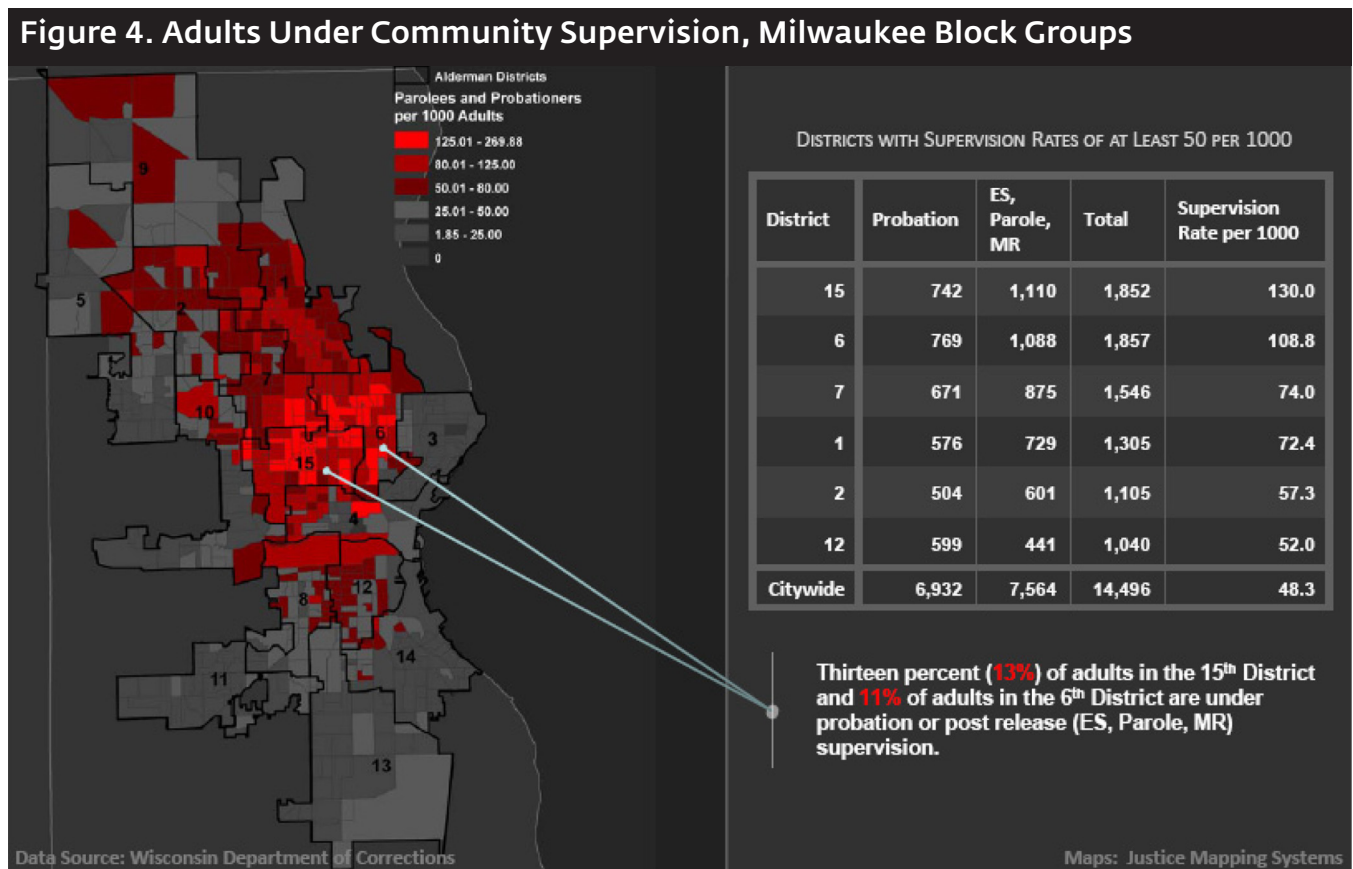 Figure 4. Adults Under Community Supervision, Milwaukee Block Groups
Alderman Districts
Parolees and Probationers
per 1000 Adults
125.01 - 269.88
80.01 - 125.00
50.01 - 80.00
25.01 - 50.00
1.85 - 25.00
0
9
5
1
2
7
10
6
3
15
4
8
12
14
11
13
DISTRICTS WITH SUPERVISION RATES OF AT LEAST 50 PER 1000
District Probation ES, Parole, MR Total Supervision Rate per 1000
15 742 1,110 1,852 130.0
6 769 1,088 1,857 108.8
7 671 875 1,546 74.0
1 576 729 1,305 72.4
2 504 601 1,105 57.3
12 599 441 1,040 52.0
Citywide 6,932 7,564 14,496 48.3
Thirteen percent (13%) of adults in the 15th District
and 11% of adults in the 6th District are under
probation or post release (ES, Parole, MR)
supervision.
Data Source: Wisconsin Department of Corrections
Maps: Justice Mapping Systems